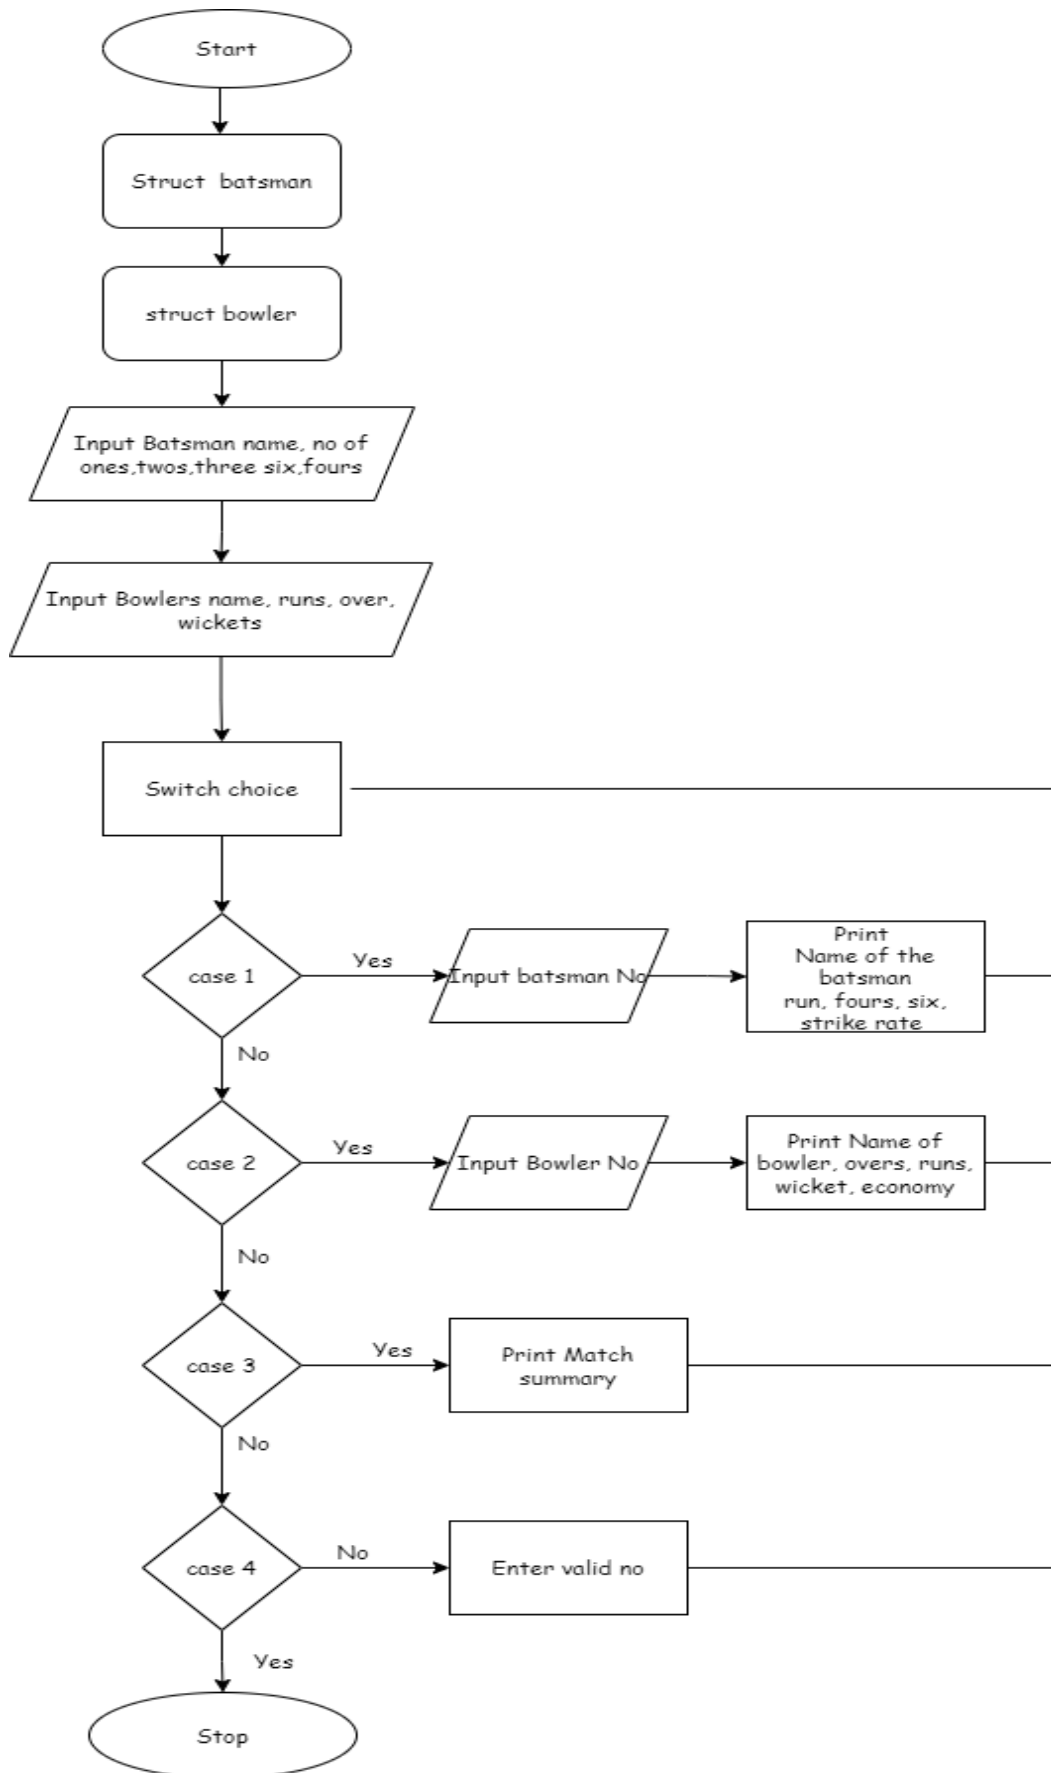 Start
Struct batsman
struct bowler
Input Batsman name, no of
ones,twos,three six,fours
Input Bowlers name, runs, over,
wickets
Switch choice
case 1
Yes
Input batsman No
Print
Name of the
batsman
run, fours, six,
strike rate
No
case 2
Yes
Input Bowler No
Print Name of
bowler, overs, runs,
wicket, economy
No
case 3
Yes
Print Match
summary
No
case 4
No
Enter valid no
Yes
Stop